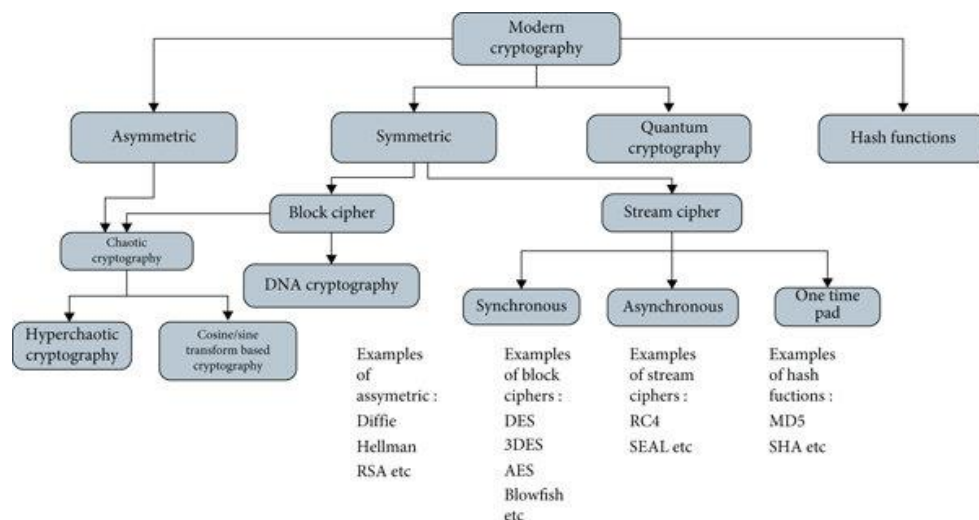 Modern
cryptography
Asymmetric
Symmetric
Quantum
cryptography
Hash functions
Block cipher
Stream cipher
Chaotic
cryptography
DNA cryptography
Synchronous
Asynchronous
One time
pad
Hyperchaotic
cryptography
Cosine/sine
transform based
cryptography
Examples
of
assymetric :
Diffie
Hellman
RSA etc
Examples
of block
ciphers :
DES
3DES
AES
Blowfish
etc
Examples
of stream
ciphers :
RC4
SEAL etc
Examples
of hash
fuctions :
MD5
SHA etc